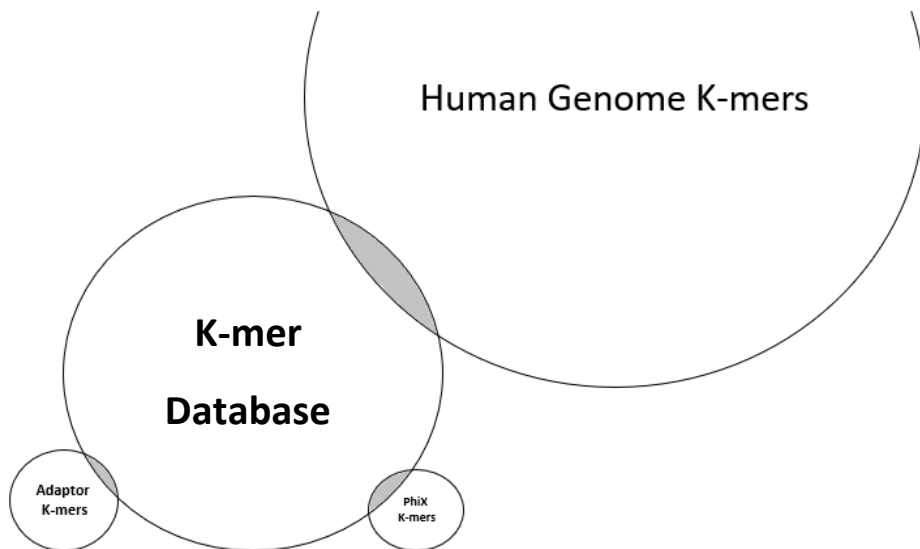 Human Genome K-mers
K-mer
Database
Adaptor
K-mers
PhiX
K-mers